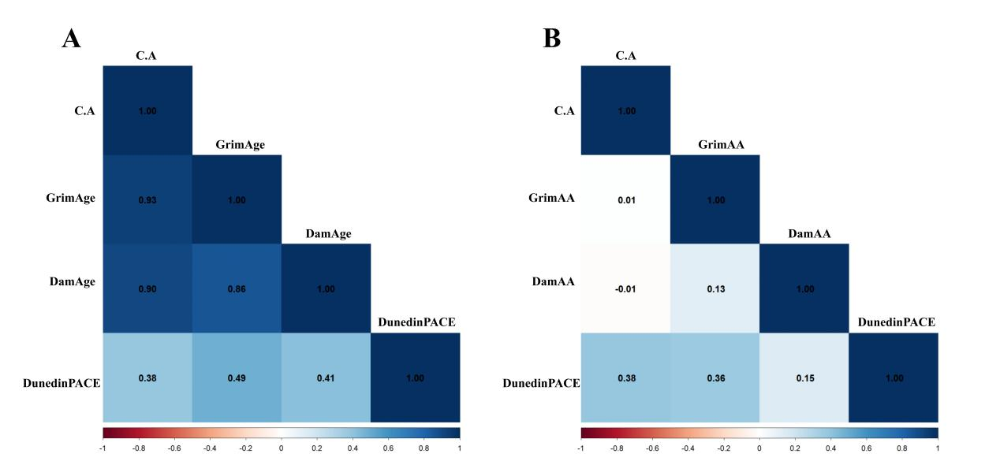 A
C.A
C.A
1.00
GrimAge
GrimAge
0.93
1.00
DamAge
DamAge
0.90
0.86
1.00
DunedinPACE
DunedinPACE
0.38
0.49
0.41
1.00
-1 -0.8 -0.6 -0.4 -0.2 0 0.2 0.4 0.6 0.8 1
B
C.A
C.A
1.00
GrimAA
GrimAA
0.01
1.00
DamAA
DamAA
-0.01
0.13
1.00
DunedinPACE
DunedinPACE
0.38
0.36
0.15
1.00
-1 -0.8 -0.6 -0.4 -0.2 0 0.2 0.4 0.6 0.8 1